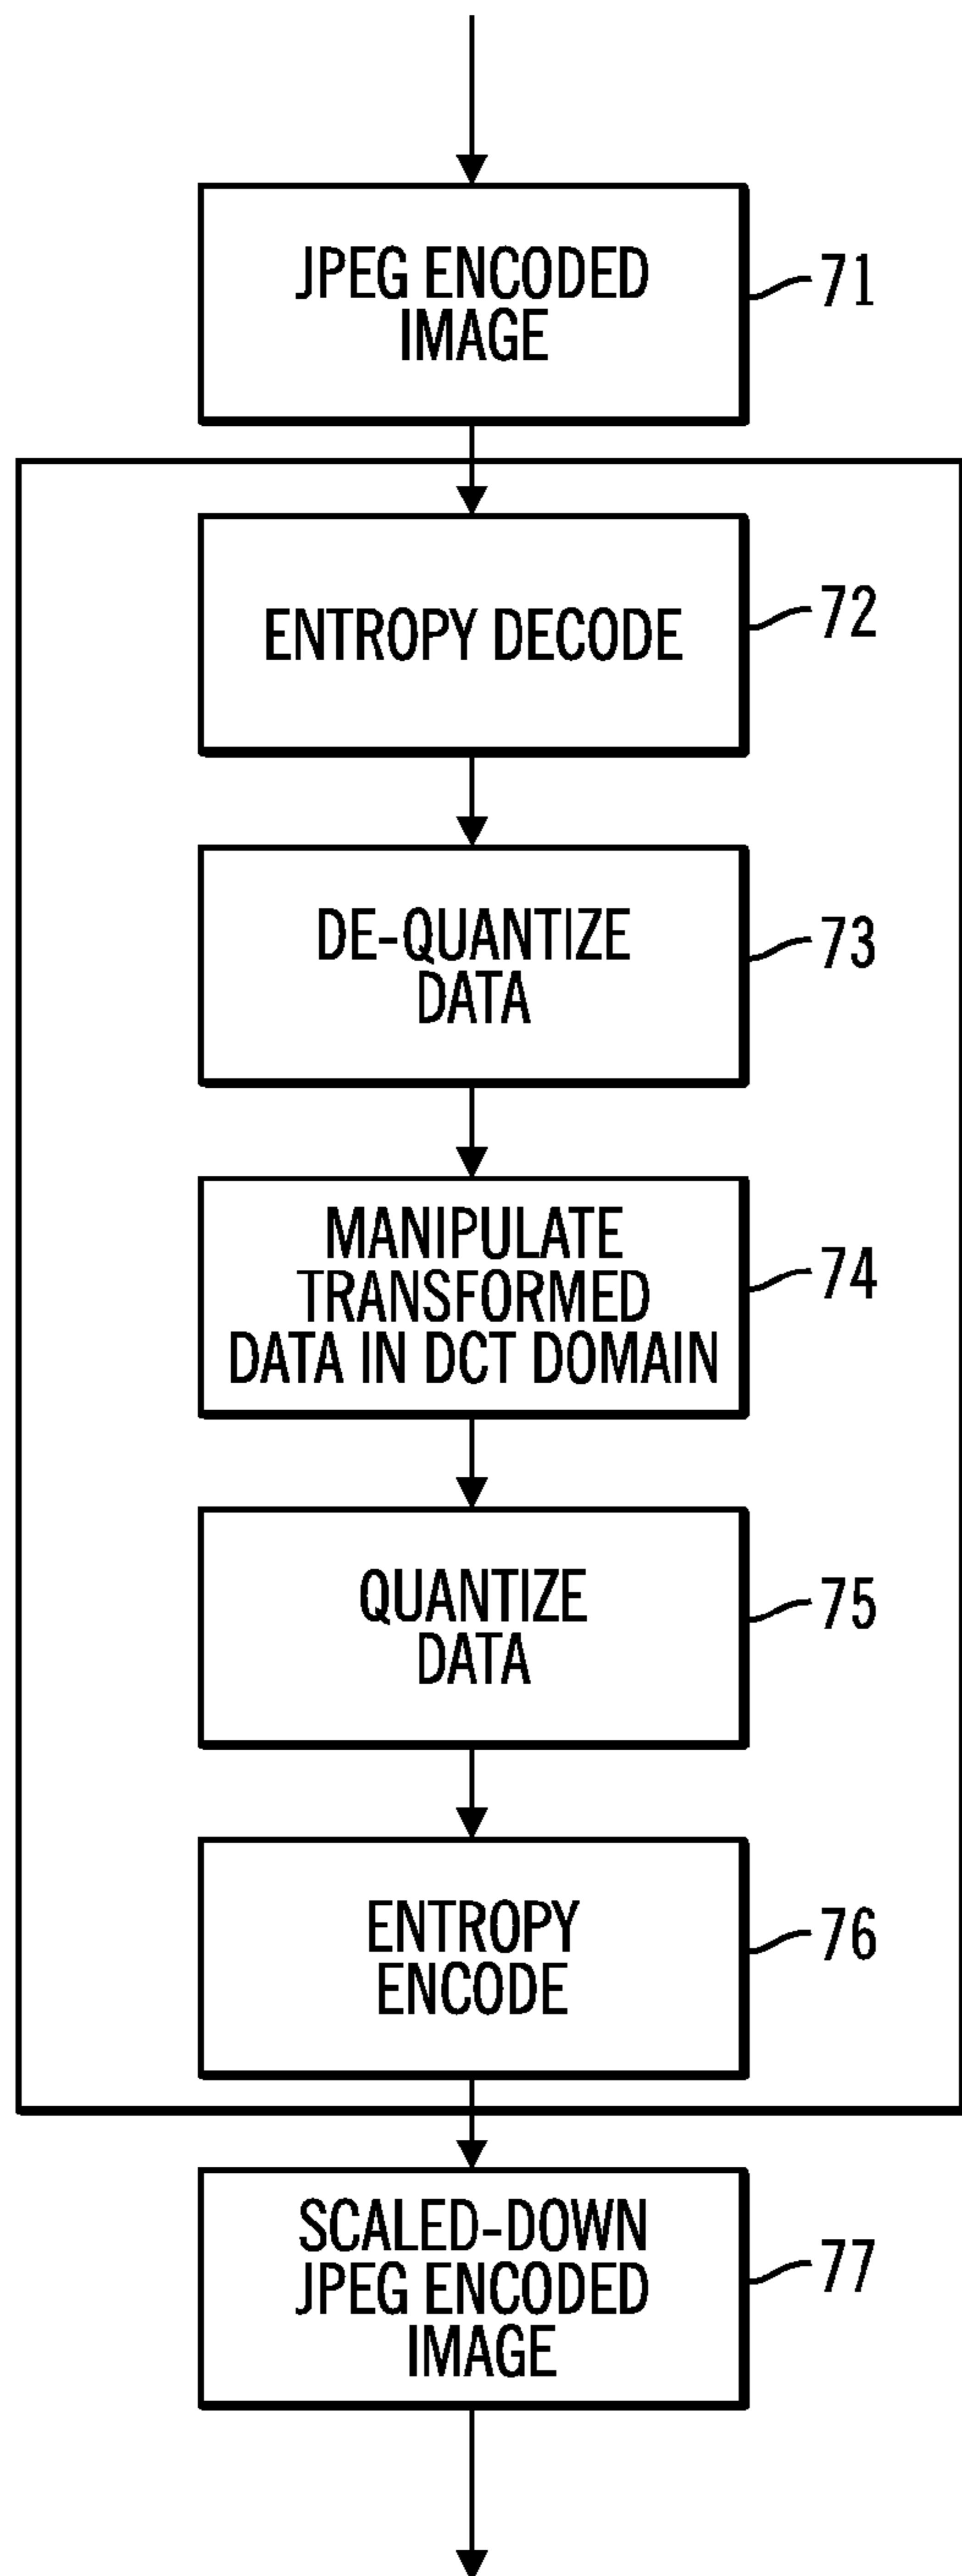 JPEG ENCODED
IMAGE
71
ENTROPY DECODE
72
DE-QUANTIZE
DATA
73
MANIPULATE
TRANSFORMED
DATA IN DCT DOMAIN
74
QUANTIZE
DATA
75
ENTROPY
ENCODE
76
SCALED-DOWN
JPEG ENCODED
IMAGE
77